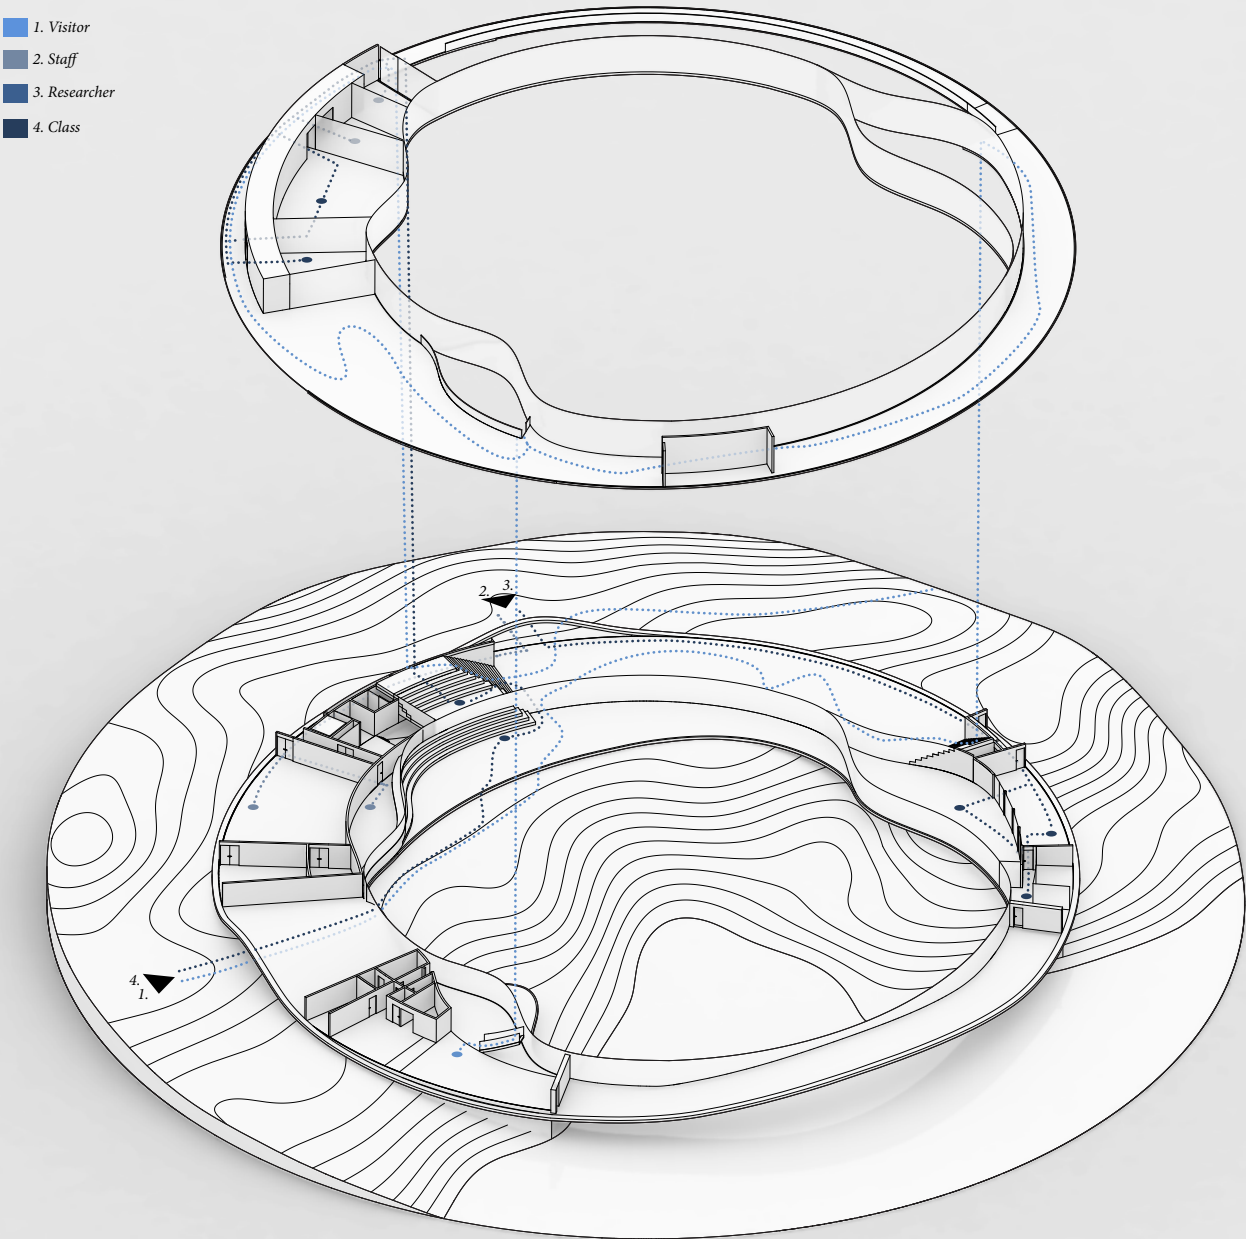 1. Visitor
2. Staff
3. Researcher
4. Class
2. 3.
4.
1.